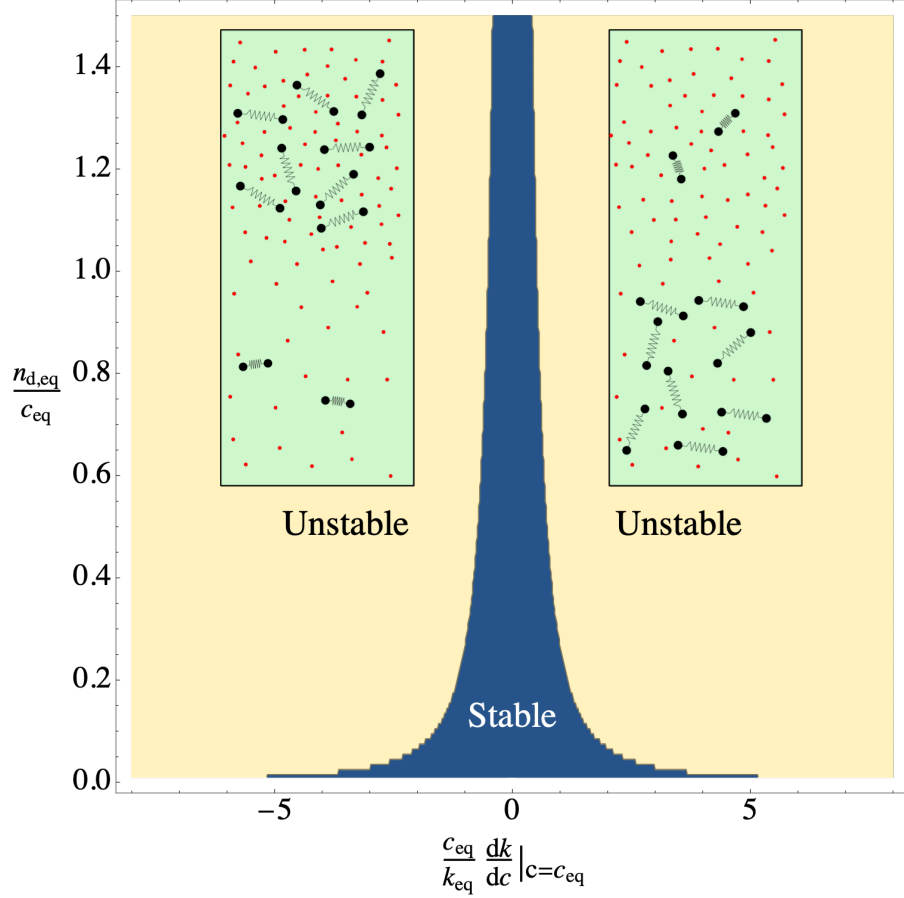 1.4
1.2
1.0
0.8
0.6
0.4
0.2
0.0
n_d,eq
c_eq
Unstable
Unstable
Stable
−5 0 5
c_eq dk
k_eq dc |c=c_eq